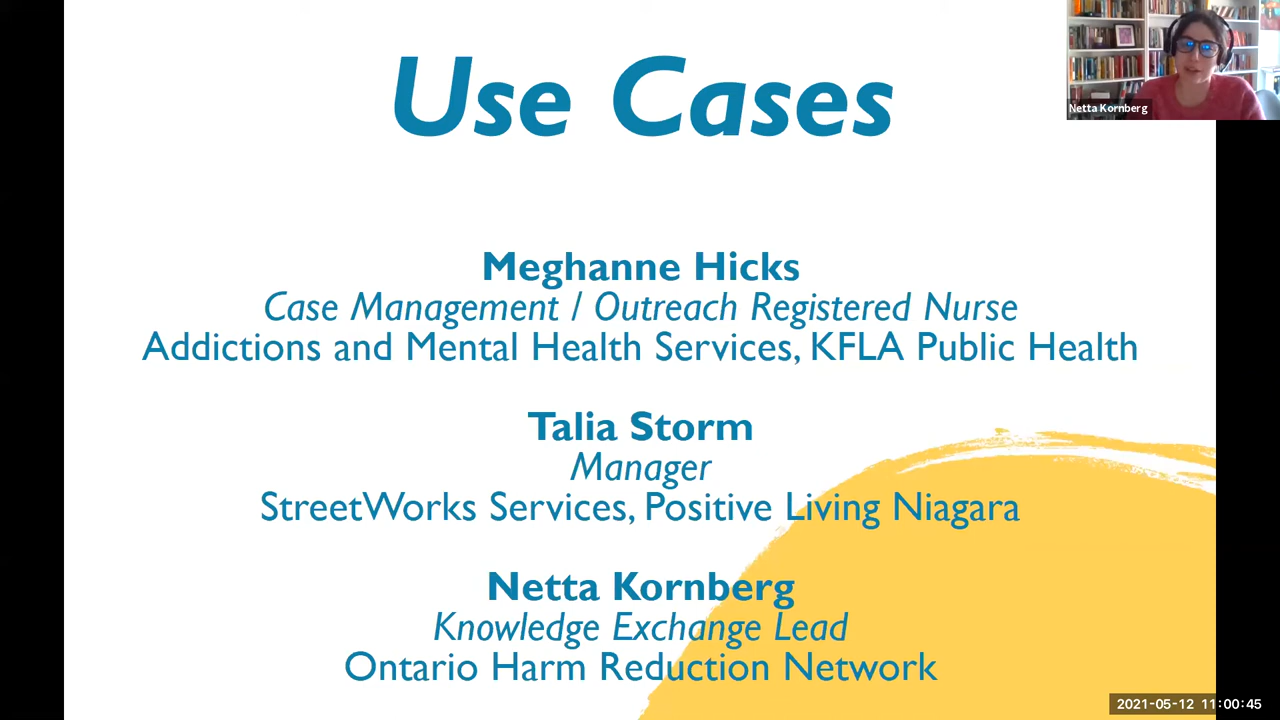 Use Cases
Netta Kornberg
Meghanne Hicks
Case Management / Outreach Registered Nurse
Addictions and Mental Health Services, KFLA Public Health
Talia Storm
Manager
StreetWorks Services, Positive Living Niagara
Netta Kornberg
Knowledge Exchange Lead
Ontario Harm Reduction Network
2021-05-12 11:00:45